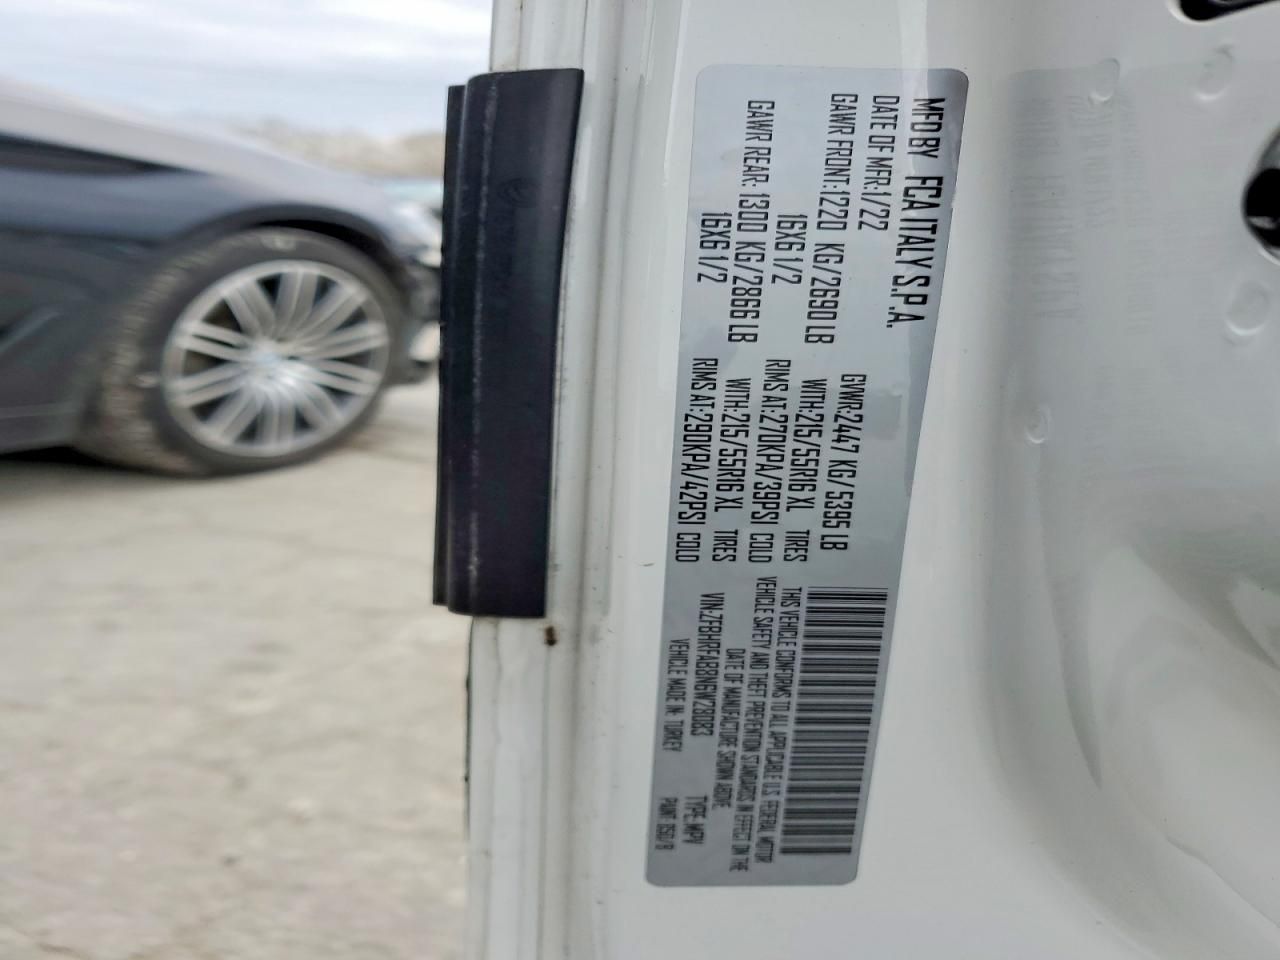 MFD BY FCA ITALY S.P.A.
DATE OF MFR:1/22 GVWR:2447 KG/ 5395 LB
GAWR FRONT:1220 KG/2690 LB WITH:215/55R16 XL TIRES
16X6 1/2 RIMS AT:270KPA/39PSI COLD
GAWR REAR: 1300 KG/2866 LB WITH:215/55R16 XL TIRES
16X6 1/2 RIMS AT:290KPA/42PSI COLD
THIS VEHICLE CONFORMS TO ALL APPLICABLE U.S. FEDERAL MOTOR
VEHICLE SAFETY AND THEFT PREVENTION STANDARDS IN EFFECT ON THE
DATE OF MANUFACTURE SHOWN ABOVE.
VIN:ZFBHRFAB8N6W28083 TYPE: MPV
VEHICLE MADE IN: TURKEY PAINT: